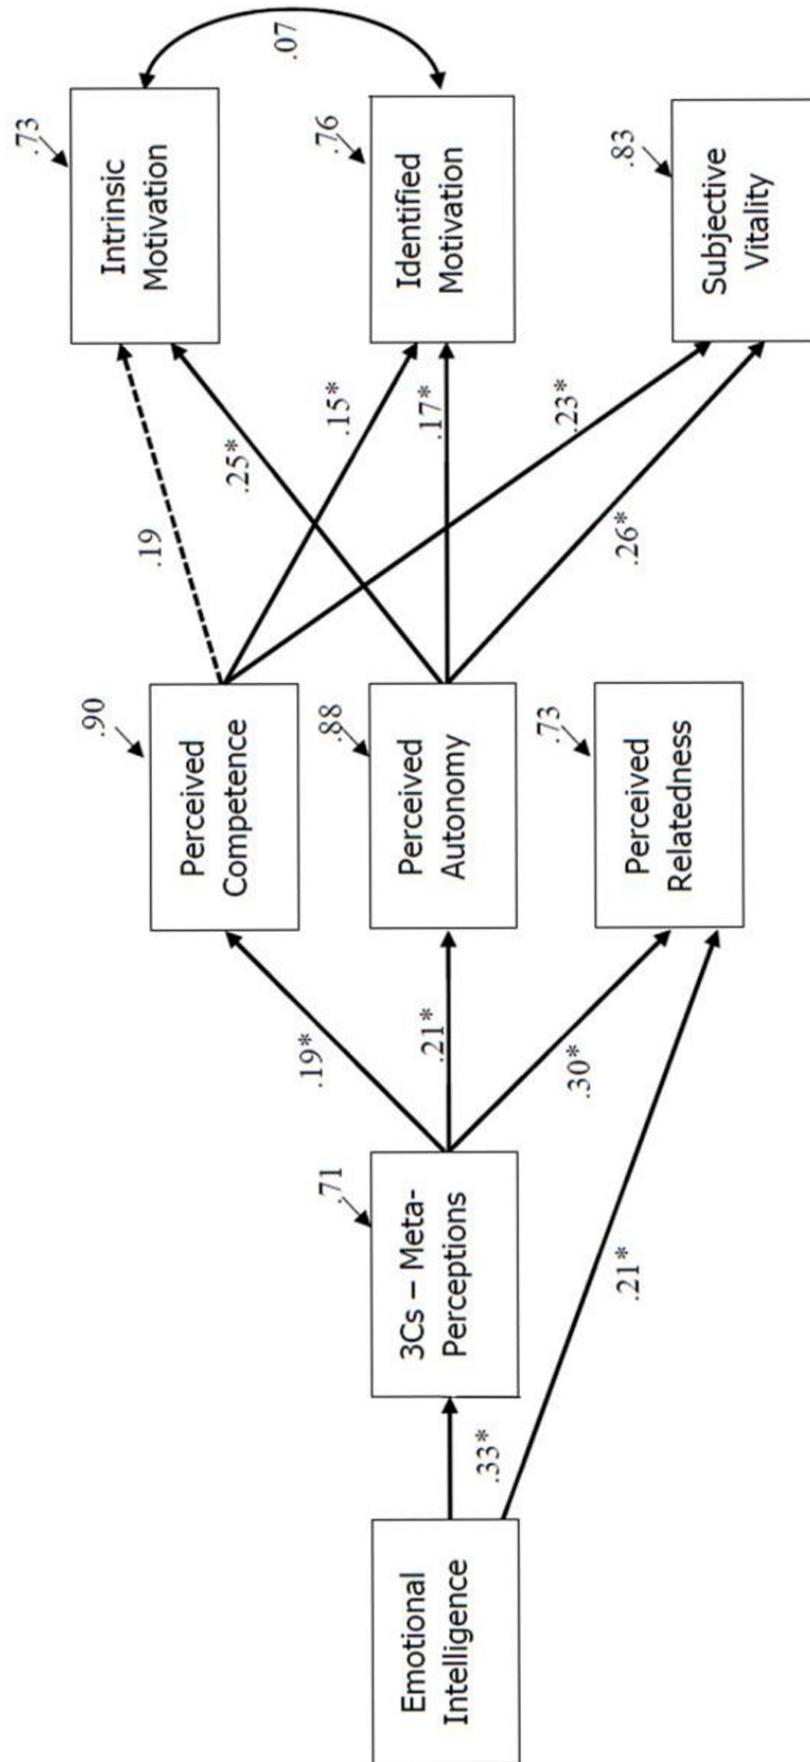 Emotional
Intelligence
.33*
.21*
.71
3Cs – Meta-
Perceptions
.19*
.21*
.30*
.90
Perceived
Competence
.88
Perceived
Autonomy
.73
Perceived
Relatedness
.19
.25*
.15*
.17*
.23*
.26*
.73
Intrinsic
Motivation
.07
.76
Identified
Motivation
.83
Subjective
Vitality